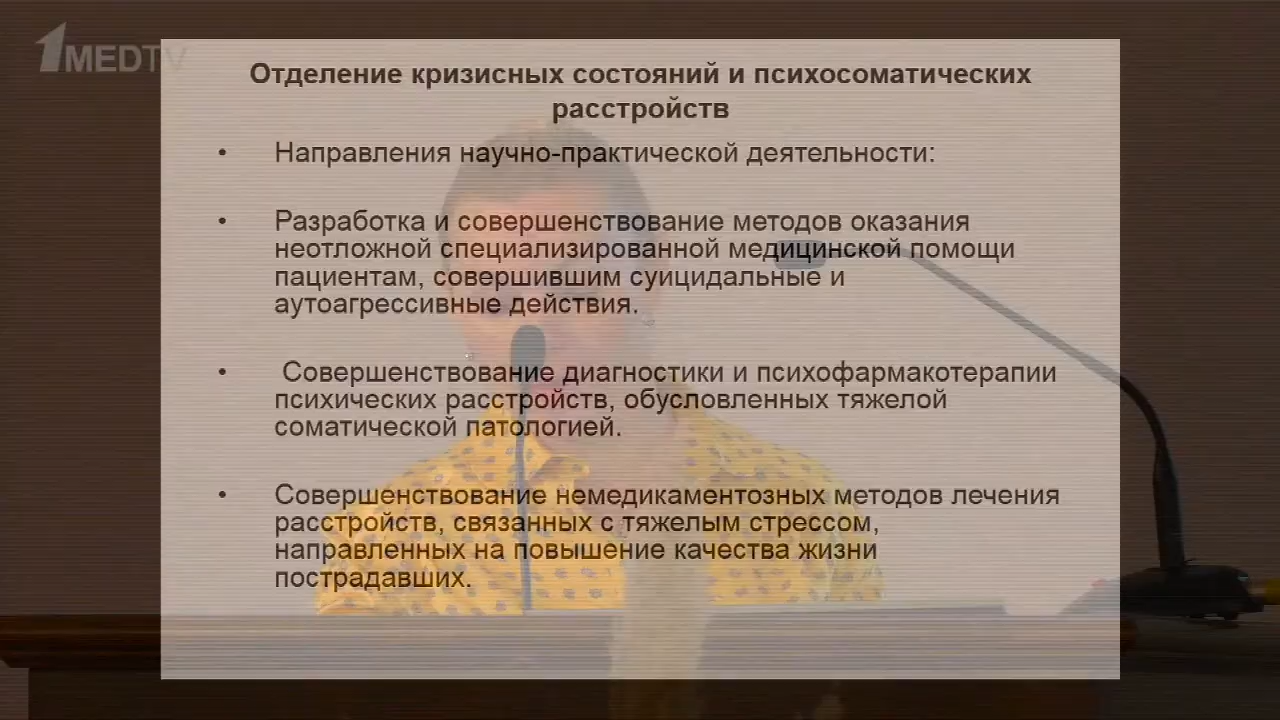 1MEDTV
Отделение кризисных состояний и психосоматических
расстройств
• Направления научно-практической деятельности:
• Разработка и совершенствование методов оказания
неотложной специализированной медицинской помощи
пациентам, совершившим суицидальные и
аутоагрессивные действия.
• Совершенствование диагностики и психофармакотерапии
психических расстройств, обусловленных тяжелой
соматической патологией.
• Совершенствование немедикаментозных методов лечения
расстройств, связанных с тяжелым стрессом,
направленных на повышение качества жизни
пострадавших.